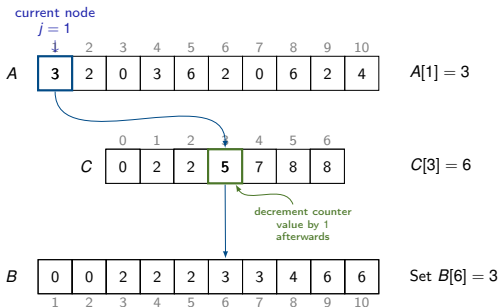 current node
j = 1
1 2 3 4 5 6 7 8 9 10
A 3 2 0 3 6 2 0 6 2 4 A[1] = 3
0 1 2 3 4 5 6
C 0 2 2 5 7 8 8 C[3] = 6
decrement counter
value by 1
afterwards
B 0 0 2 2 2 3 3 4 6 6 Set B[6] = 3
1 2 3 4 5 6 7 8 9 10